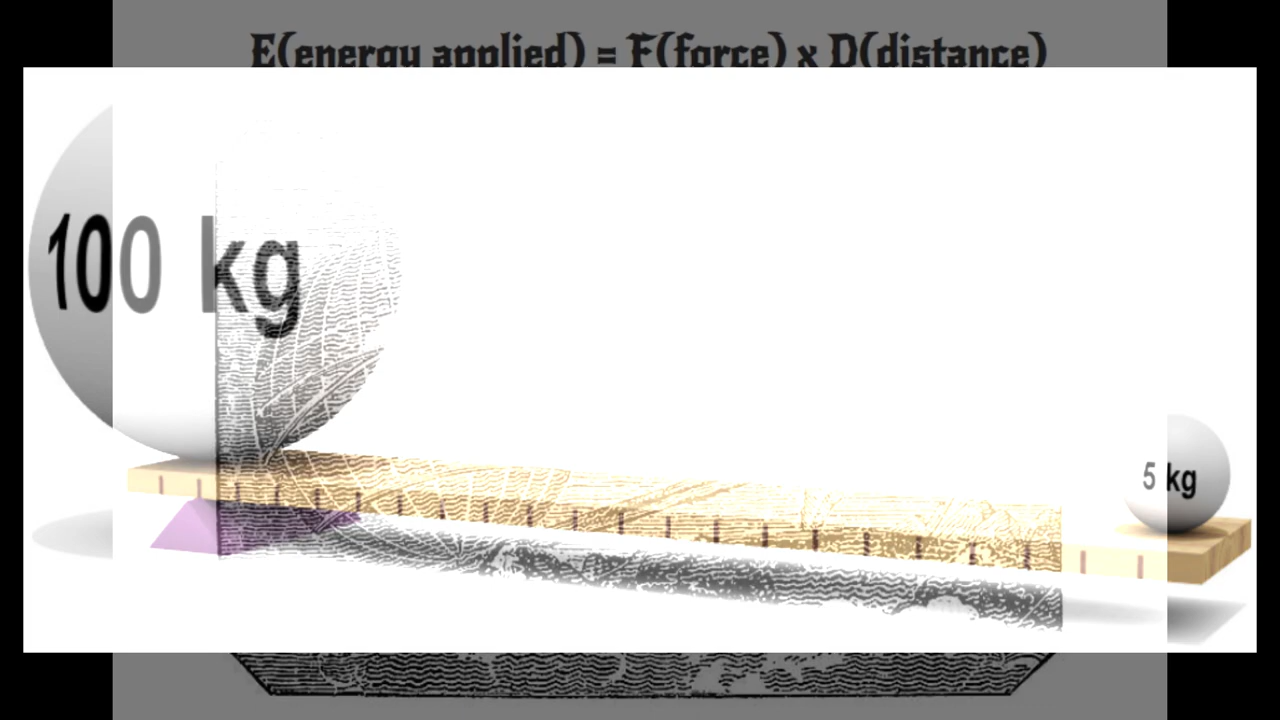 E(energy applied) = F(force) x D(distance)
100 kg
5 kg